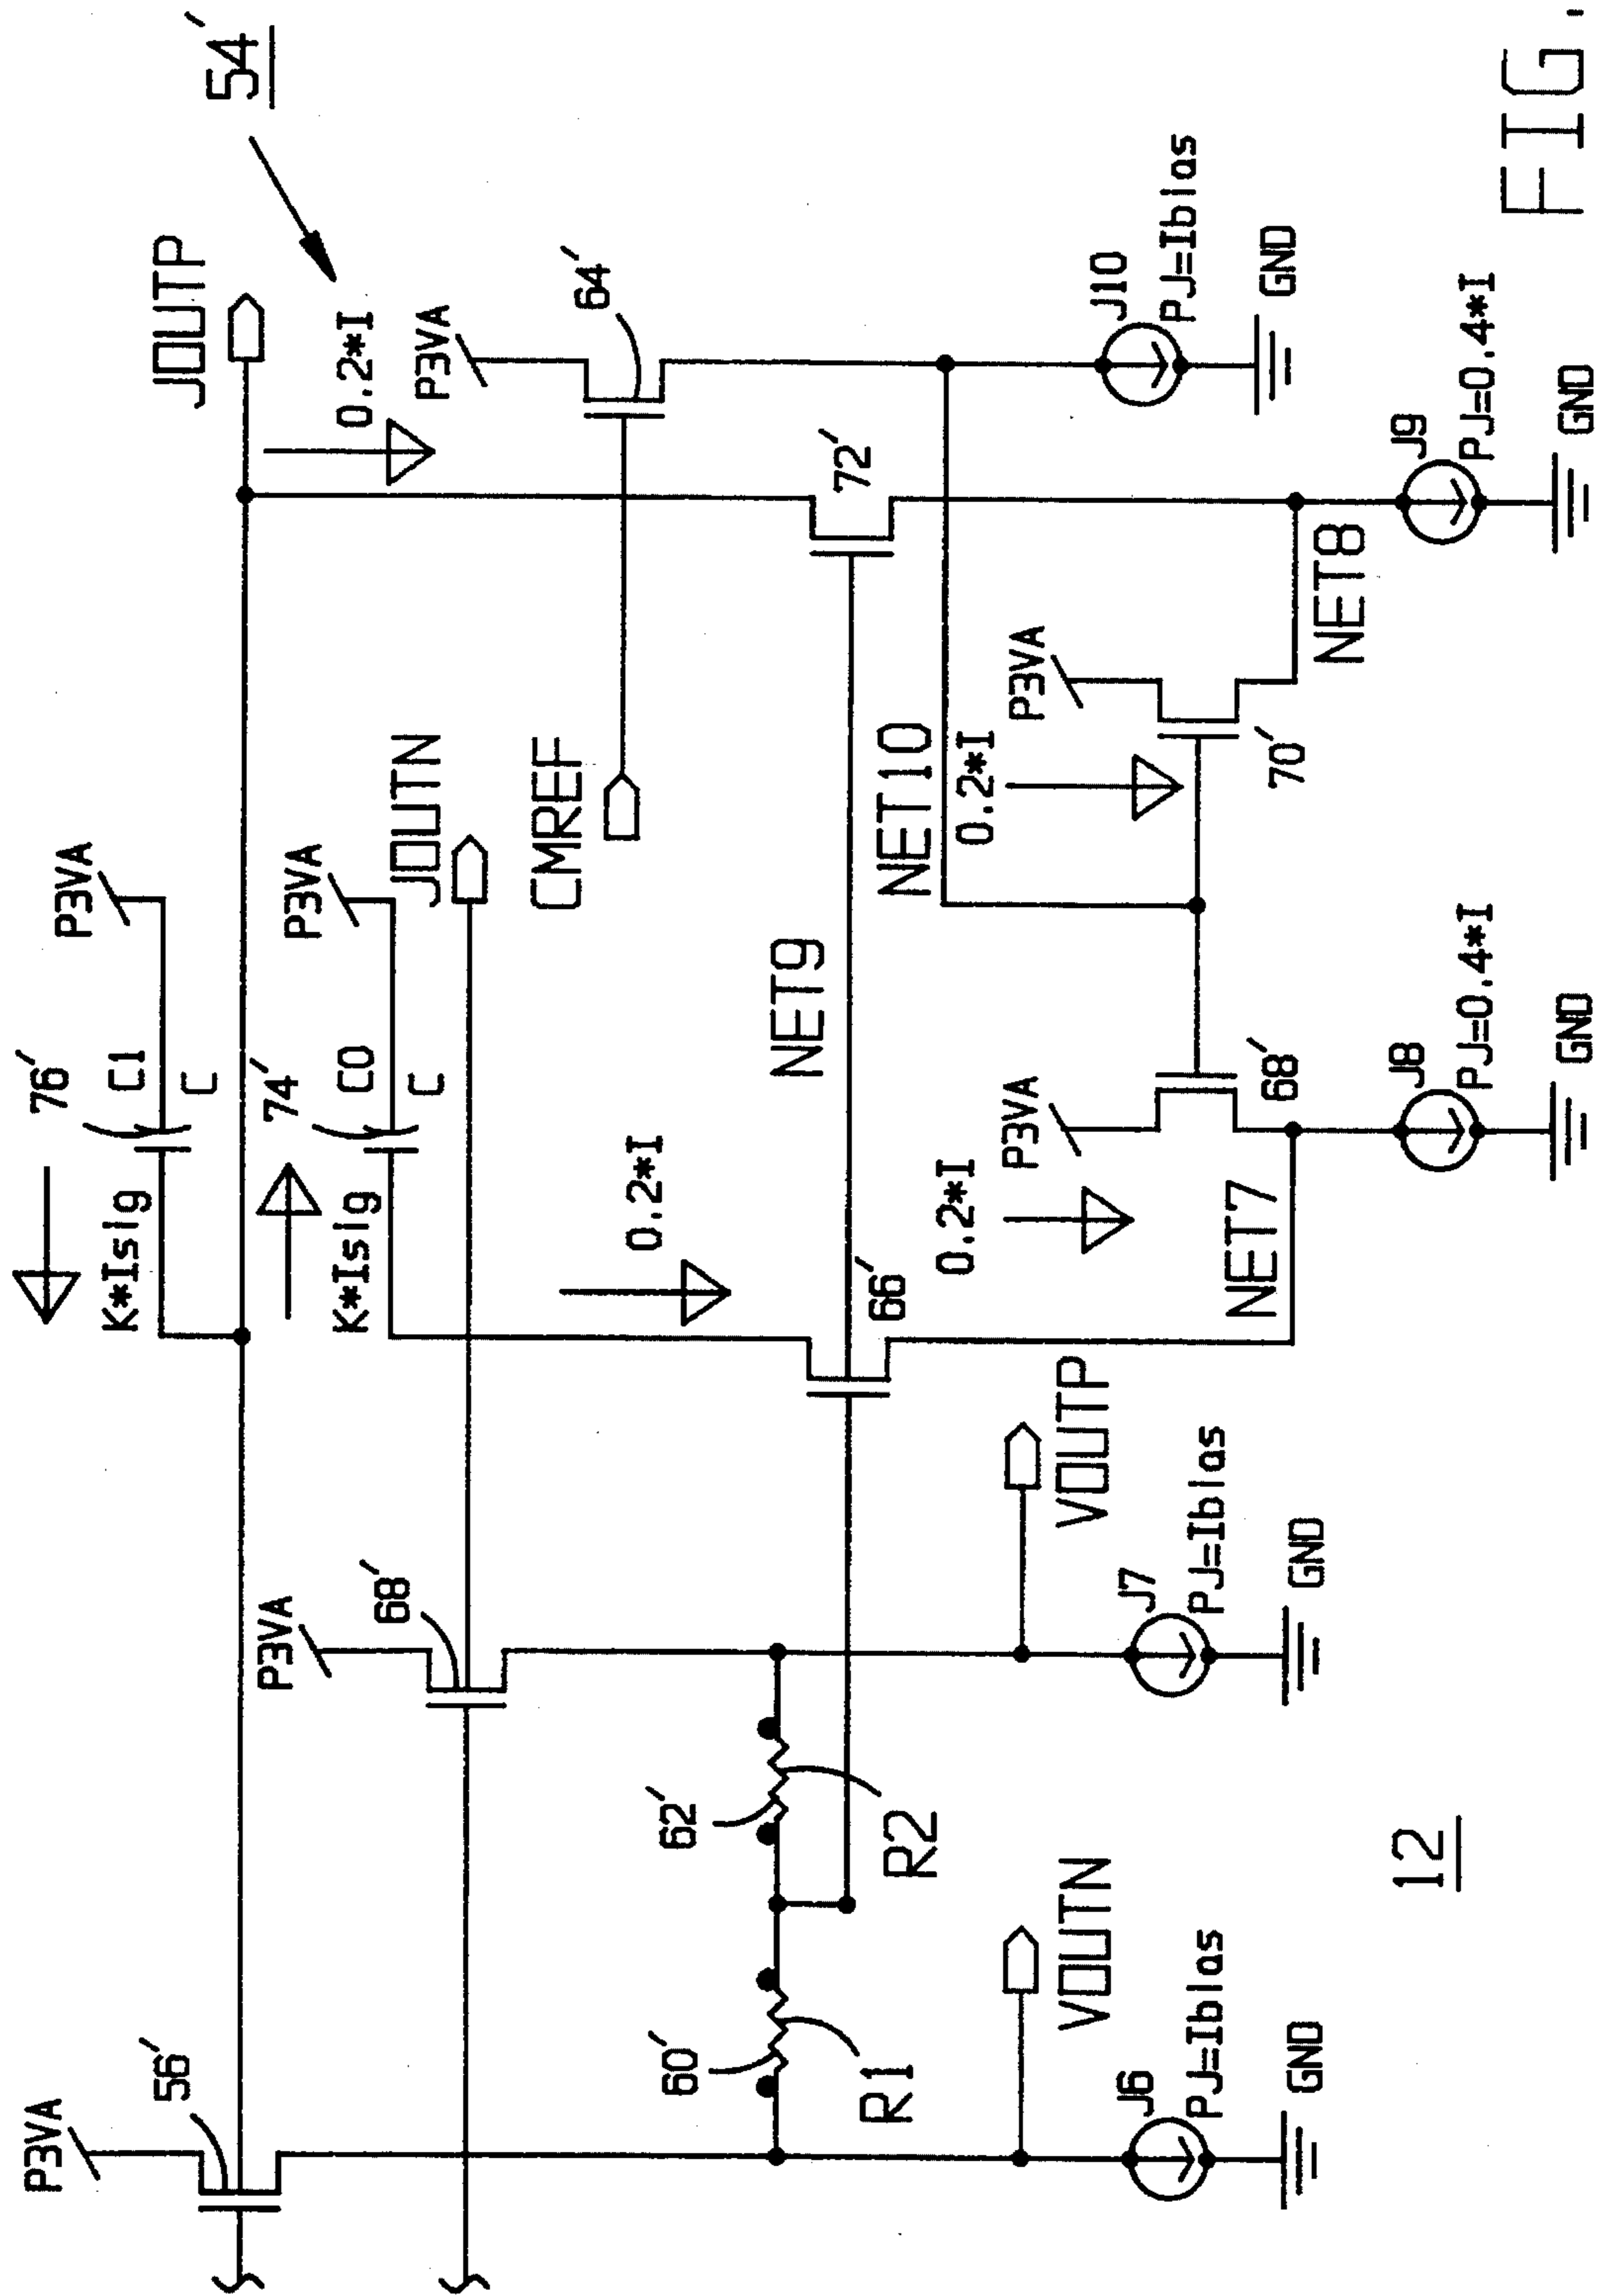 54′
JOUTP
0.2*I
P3VA
64′
J10
PJ=Ibias
GND
FIG.
72′
J9
PJ=0.4*I
GND
P3VA
76′
C1
C
K*Isig
P3VA
74′
C0
C
K*Isig
JOUTN
CMREF
NET9
NET10
0.2*I
P3VA
70′
NET8
0.2*I
66′
0.2*I
P3VA
68′
NET7
J8
PJ=0.4*I
GND
P3VA
68′
62′
R2
VOUTP
J7
PJ=Ibias
GND
P3VA
56′
60′
R1
VOUTN
J6
PJ=Ibias
GND
12